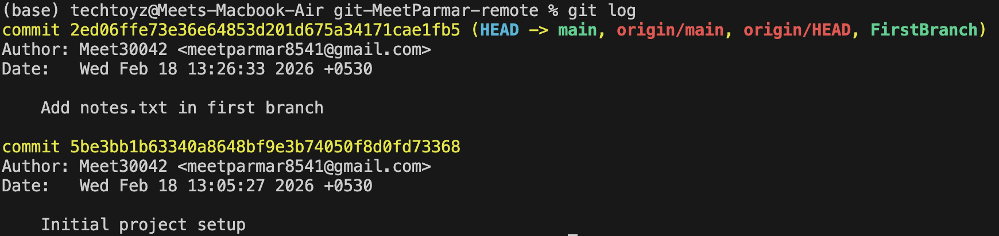 (base) techtoyz@Meets-Macbook-Air git-MeetParmar-remote % git log
commit 2ed06ffe73e36e64853d201d675a34171cae1fb5 (HEAD -> main, origin/main, origin/HEAD, FirstBranch)
Author: Meet30042 <meetparmar8541@gmail.com>
Date:   Wed Feb 18 13:26:33 2026 +0530
    Add notes.txt in first branch
commit 5be3bb1b63340a8648bf9e3b74050f8d0fd73368
Author: Meet30042 <meetparmar8541@gmail.com>
Date:   Wed Feb 18 13:05:27 2026 +0530
    Initial project setup